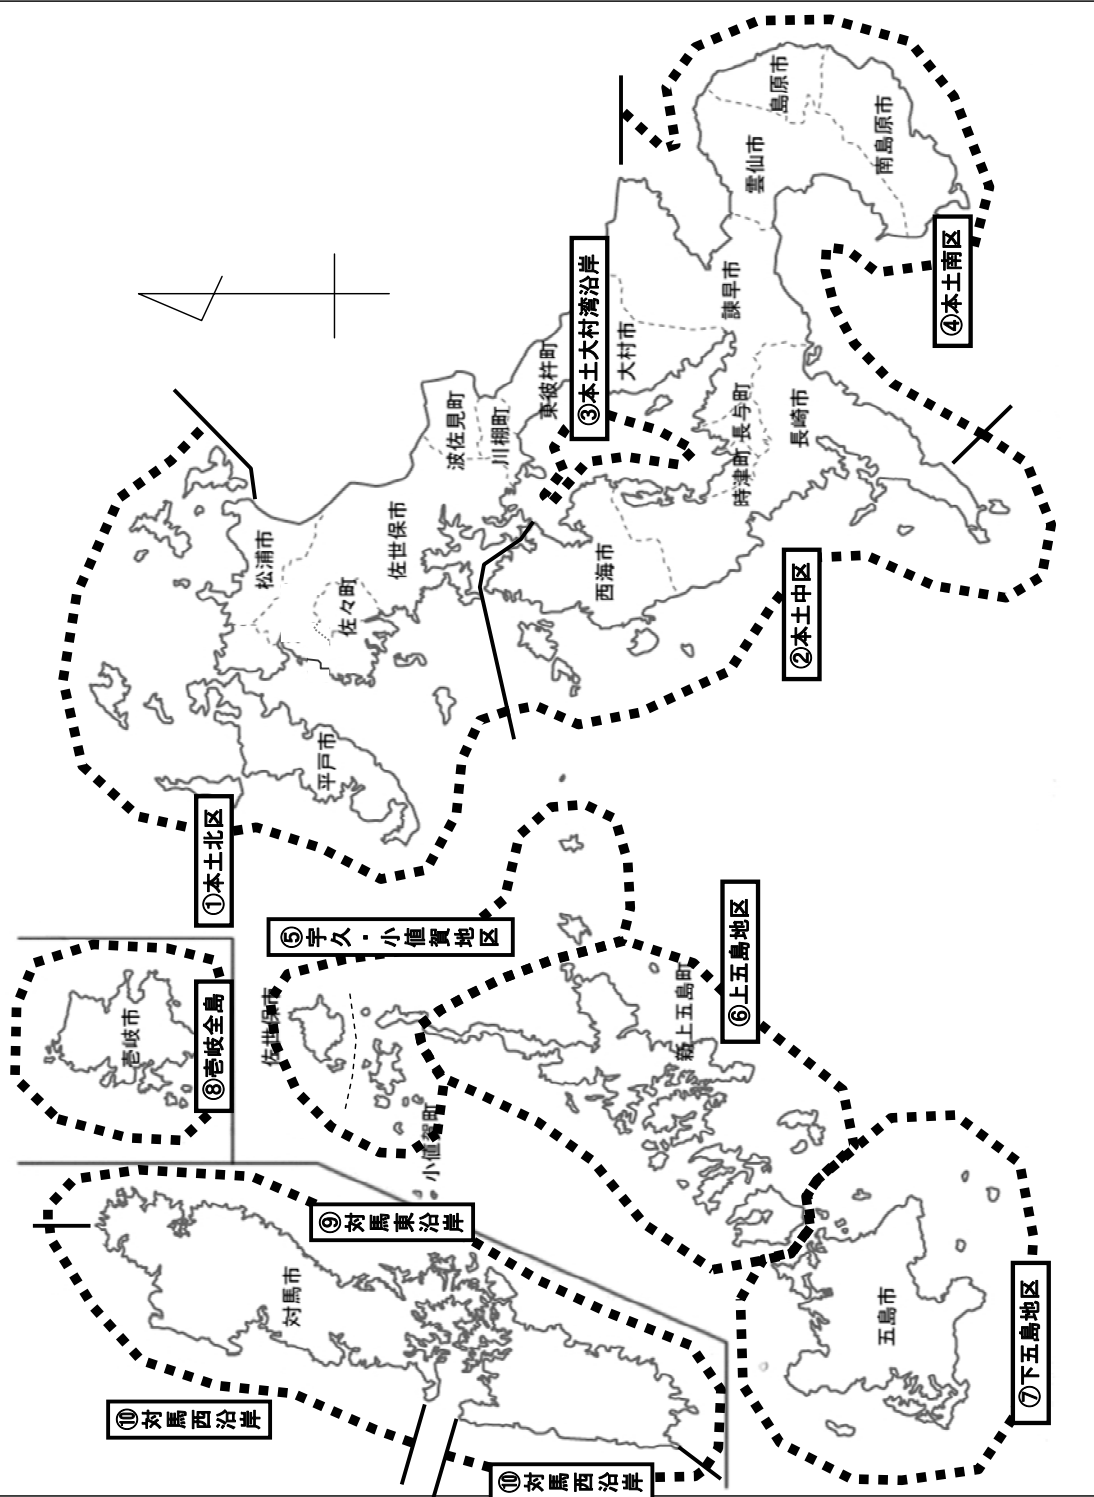 ⑩対馬西沿岸
⑩対馬西沿岸
⑨対馬東沿岸
対馬市
⑧壱岐全島
壱岐市
①本土北区
⑤宇久・小値賀地区
佐世保市
小値賀町
⑥上五島地区
新上五島町
⑦下五島地区
五島市
平戸市
松浦市
佐々町
佐世保市
波佐見町
川棚町
東彼杵町
③本土大村湾沿岸
大村市
西海市
②本土中区
時津町
長与町
長崎市
諫早市
④本土南区
雲仙市
島原市
南島原市